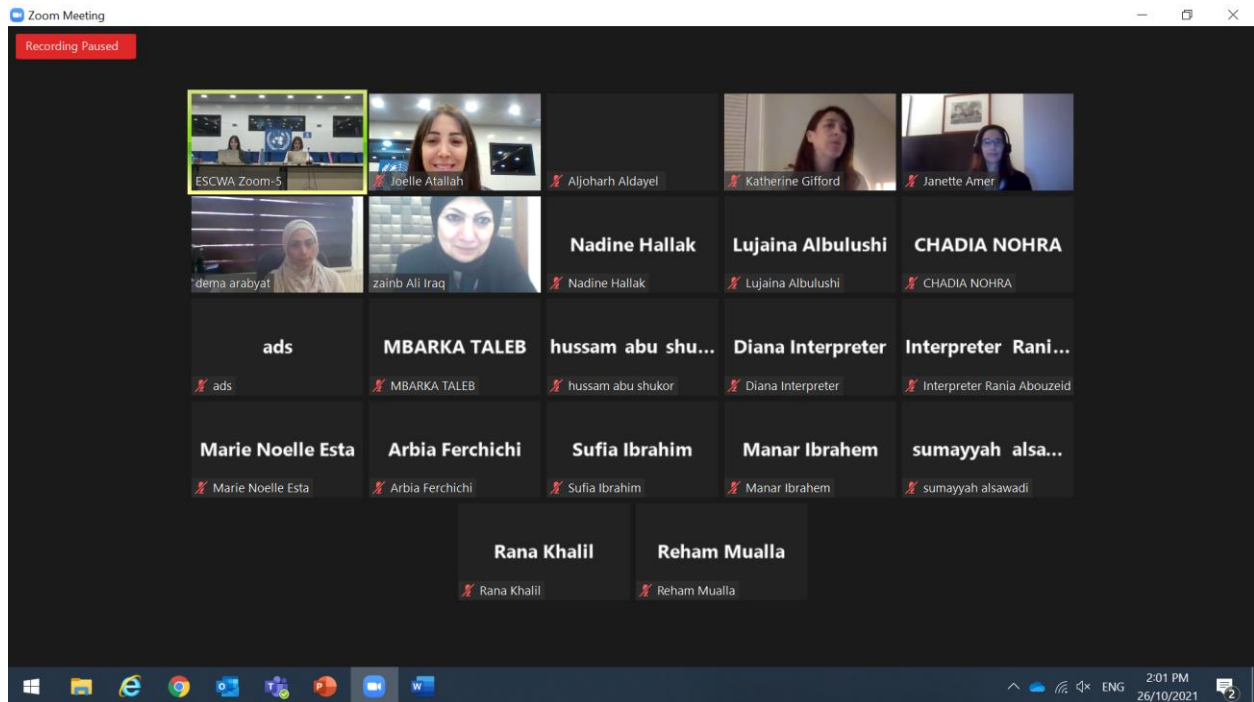 Zoom Meeting
Recording Paused
ESCWA Zoom-5
Joelle Atallah
Aljoharh Aldayel
Katherine Gifford
Janette Amer
dema arabyat
zainb Ali Iraq
Nadine Hallak
Nadine Hallak
Lujaina Albulushi
Lujaina Albulushi
CHADIA NOHRA
CHADIA NOHRA
ads
ads
MBARKA TALEB
MBARKA TALEB
hussam abu shu...
hussam abu shukor
Diana Interpreter
Diana Interpreter
Interpreter Rani...
Interpreter Rania Abouzeid
Marie Noelle Esta
Marie Noelle Esta
Arbia Ferchichi
Arbia Ferchichi
Sufia Ibrahim
Sufia Ibrahim
Manar Ibrahem
Manar Ibrahem
sumayyah alsa...
sumayyah alsawadi
Rana Khalil
Rana Khalil
Reham Mualla
Reham Mualla
ENG
2:01 PM
26/10/2021
2